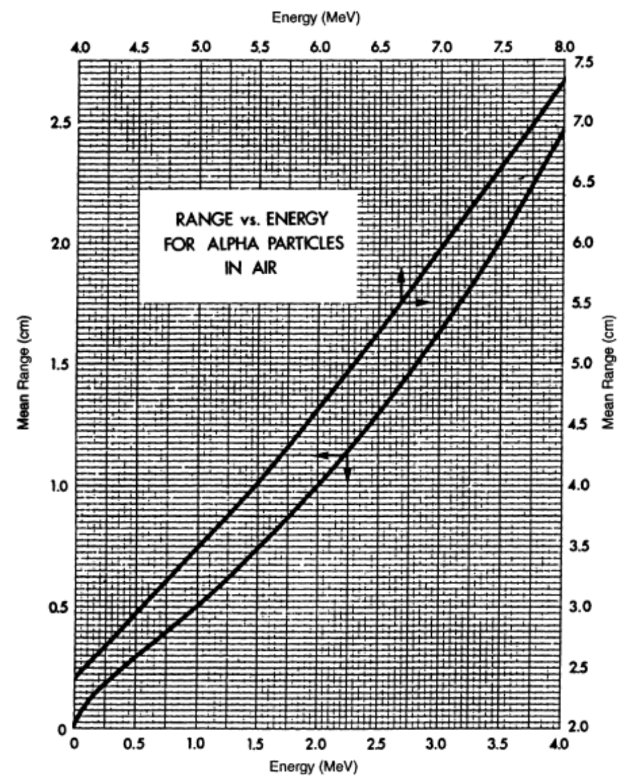 Energy (MeV)
4.0 4.5 5.0 5.5 6.0 6.5 7.0 7.5 8.0
7.5
2.5 7.0
6.5
RANGE vs. ENERGY
FOR ALPHA PARTICLES
IN AIR
2.0 6.0
5.5
Mean Range (cm)
Mean Range (cm)
1.5 5.0
4.5
1.0 4.0
3.5
0.5 3.0
2.5
0 2.0
0 0.5 1.0 1.5 2.0 2.5 3.0 3.5 4.0
Energy (MeV)